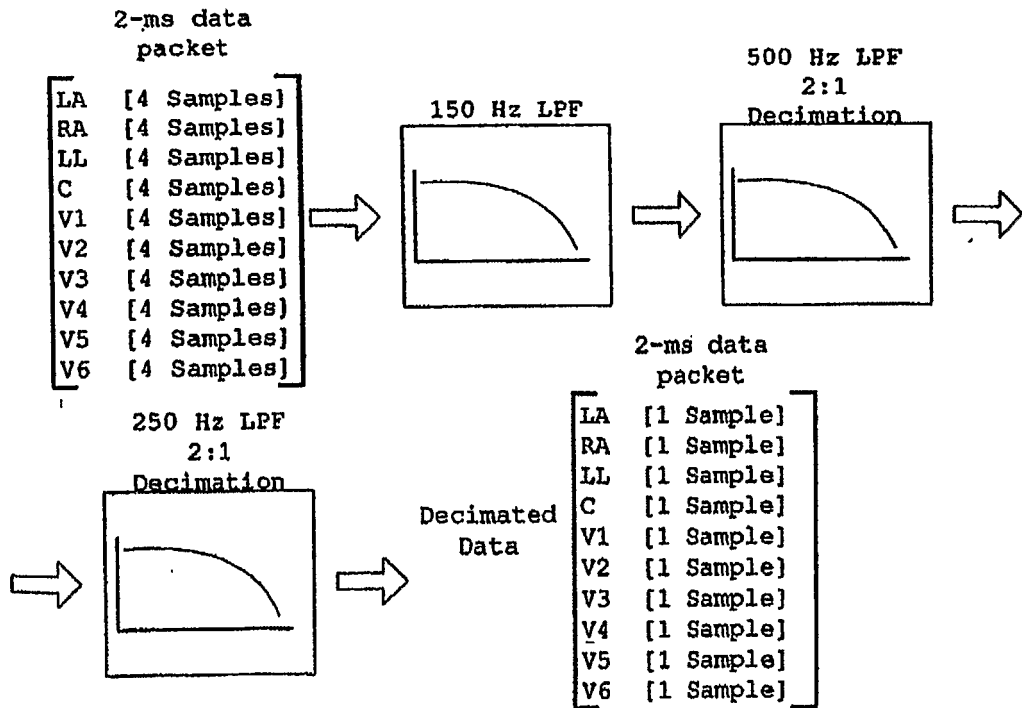 2-ms data
packet
LA [4 Samples]
RA [4 Samples]
LL [4 Samples]
C [4 Samples]
V1 [4 Samples]
V2 [4 Samples]
V3 [4 Samples]
V4 [4 Samples]
V5 [4 Samples]
V6 [4 Samples]
150 Hz LPF
500 Hz LPF
2:1
Decimation
250 Hz LPF
2:1
Decimation
Decimated
Data
2-ms data
packet
LA [1 Sample]
RA [1 Sample]
LL [1 Sample]
C [1 Sample]
V1 [1 Sample]
V2 [1 Sample]
V3 [1 Sample]
V4 [1 Sample]
V5 [1 Sample]
V6 [1 Sample]